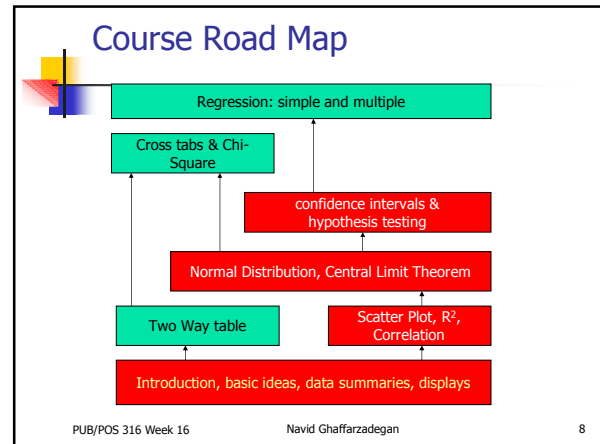 Course Road Map
Regression: simple and multiple
Cross tabs & Chi-
Square
confidence intervals &
hypothesis testing
Normal Distribution, Central Limit Theorem
Two Way table
Scatter Plot, R²,
Correlation
Introduction, basic ideas, data summaries, displays
PUB/POS 316 Week 16
Navid Ghaffarzadegan
8